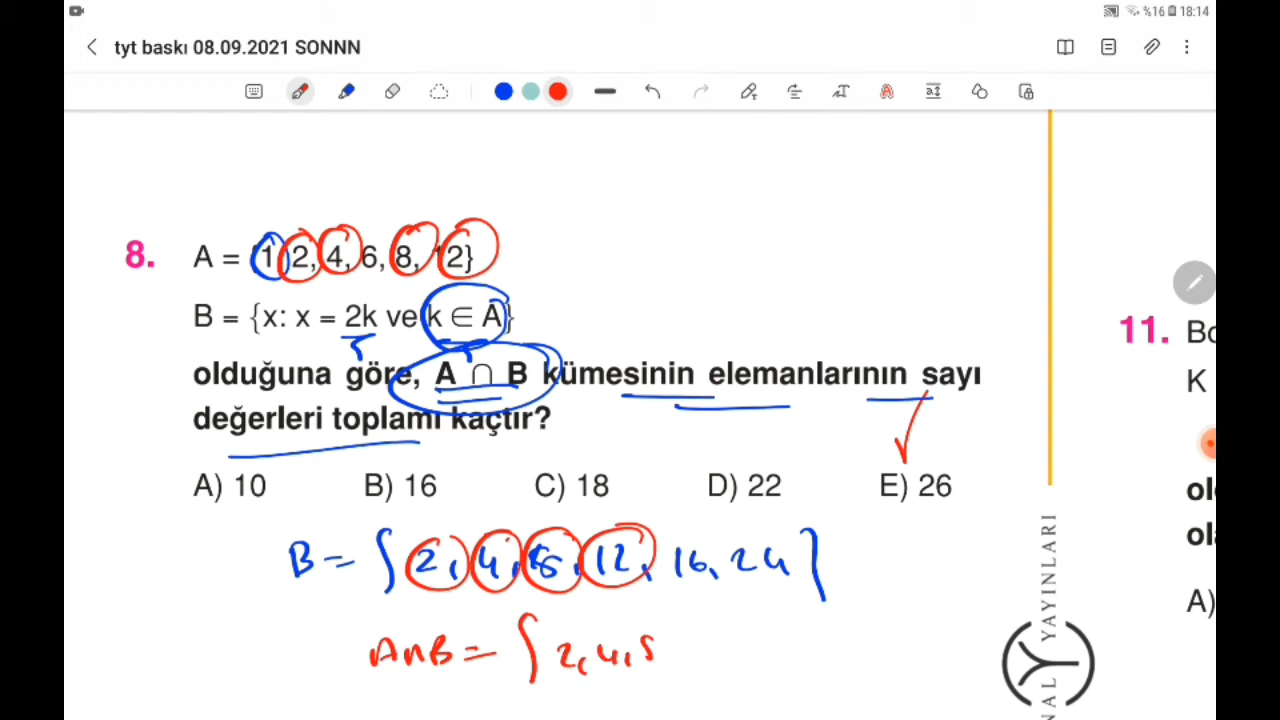 %16 18:14
tyt baskı 08.09.2021 SONNN
8. A = {1, 2, 4, 6, 8, 12}
B = {x: x = 2k ve k ∈ A}
olduğuna göre, A ∩ B kümesinin elemanlarının sayı
değerleri toplamı kaçtır?
A) 10 B) 16 C) 18 D) 22 E) 26
B = { 2, 4, 8, 12, 16, 24 }
A∩B = { 2, 4, 8
11. Bo
K
ol
ol
A)
NAL YAYINLARI